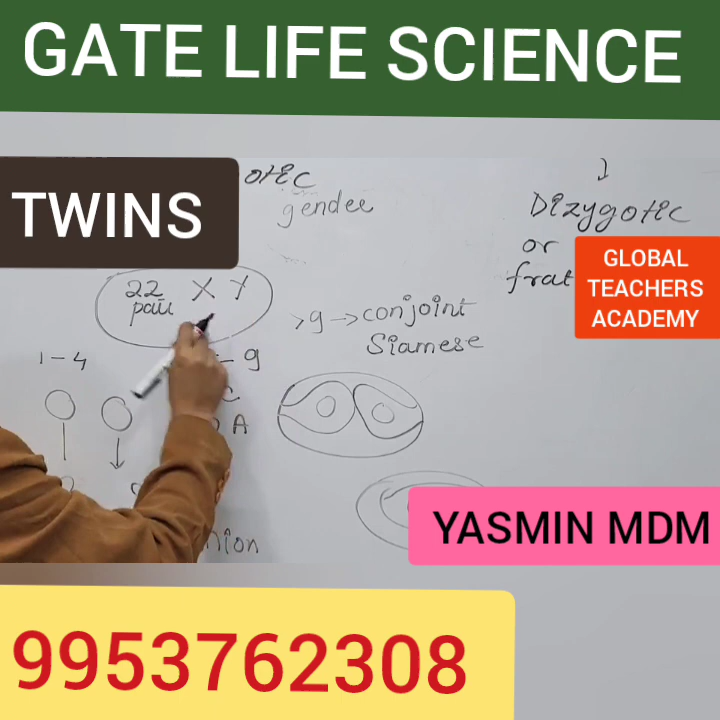 GATE LIFE SCIENCE
TWINS
otic
gender
Dizygotic
or
frat
GLOBAL
TEACHERS
ACADEMY
22 X Y
pair
>9 → conjoint
Siamese
1-4
- 9
C
A
nion
YASMIN MDM
9953762308